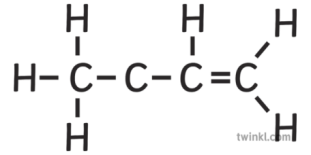 H H H
H-C-C-C=C
H H
twinkl.com